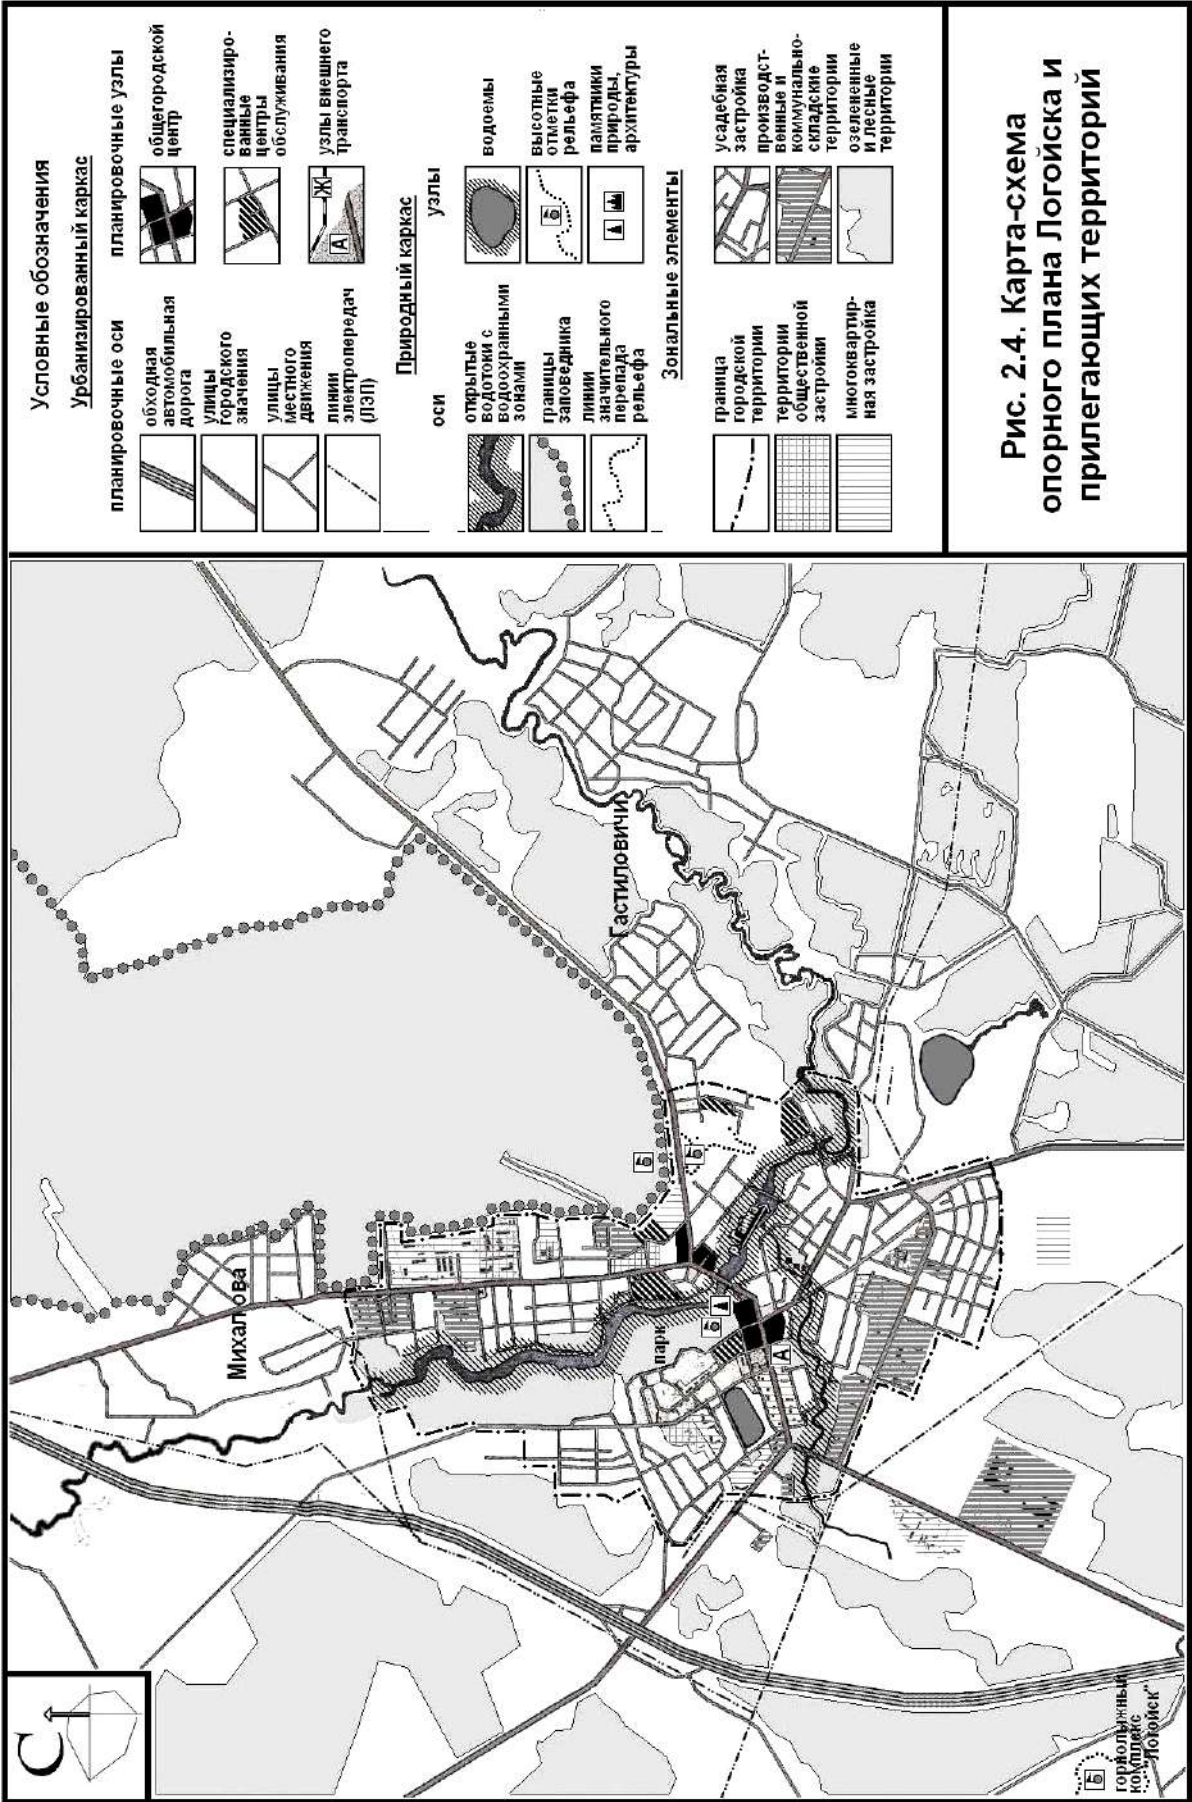 Условные обозначения
Урбанизированный каркас
планировочные оси
планировочные узлы
обходная
автомобильная
дорога
улицы
городского
значения
улицы
местного
движения
линии
электропередач
(ЛЭП)
общегородской
центр
специализиро-
ванные
центры
обслуживания
Ж
А
узлы внешнего
транспорта
Природный каркас
оси
узлы
открытые
водотоки с
водоохранными
зонами
границы
заповедника
линии
значительного
перепада
рельефа
водоемы
высотные
отметки
рельефа
памятники
природы,
архитектуры
Зональные элементы
граница
городской
территории
территории
общественной
застройки
многоквартир-
ная застройка
усадебная
застройка
производст-
венные и
коммунально-
складские
территории
озелененные
и лесные
территории
Рис. 2.4. Карта-схема
опорного плана Логойска и
прилегающих территорий
С
Михалкова
Гастиловичи
парк
А
горнолыжный
комплекс
"Логойск"